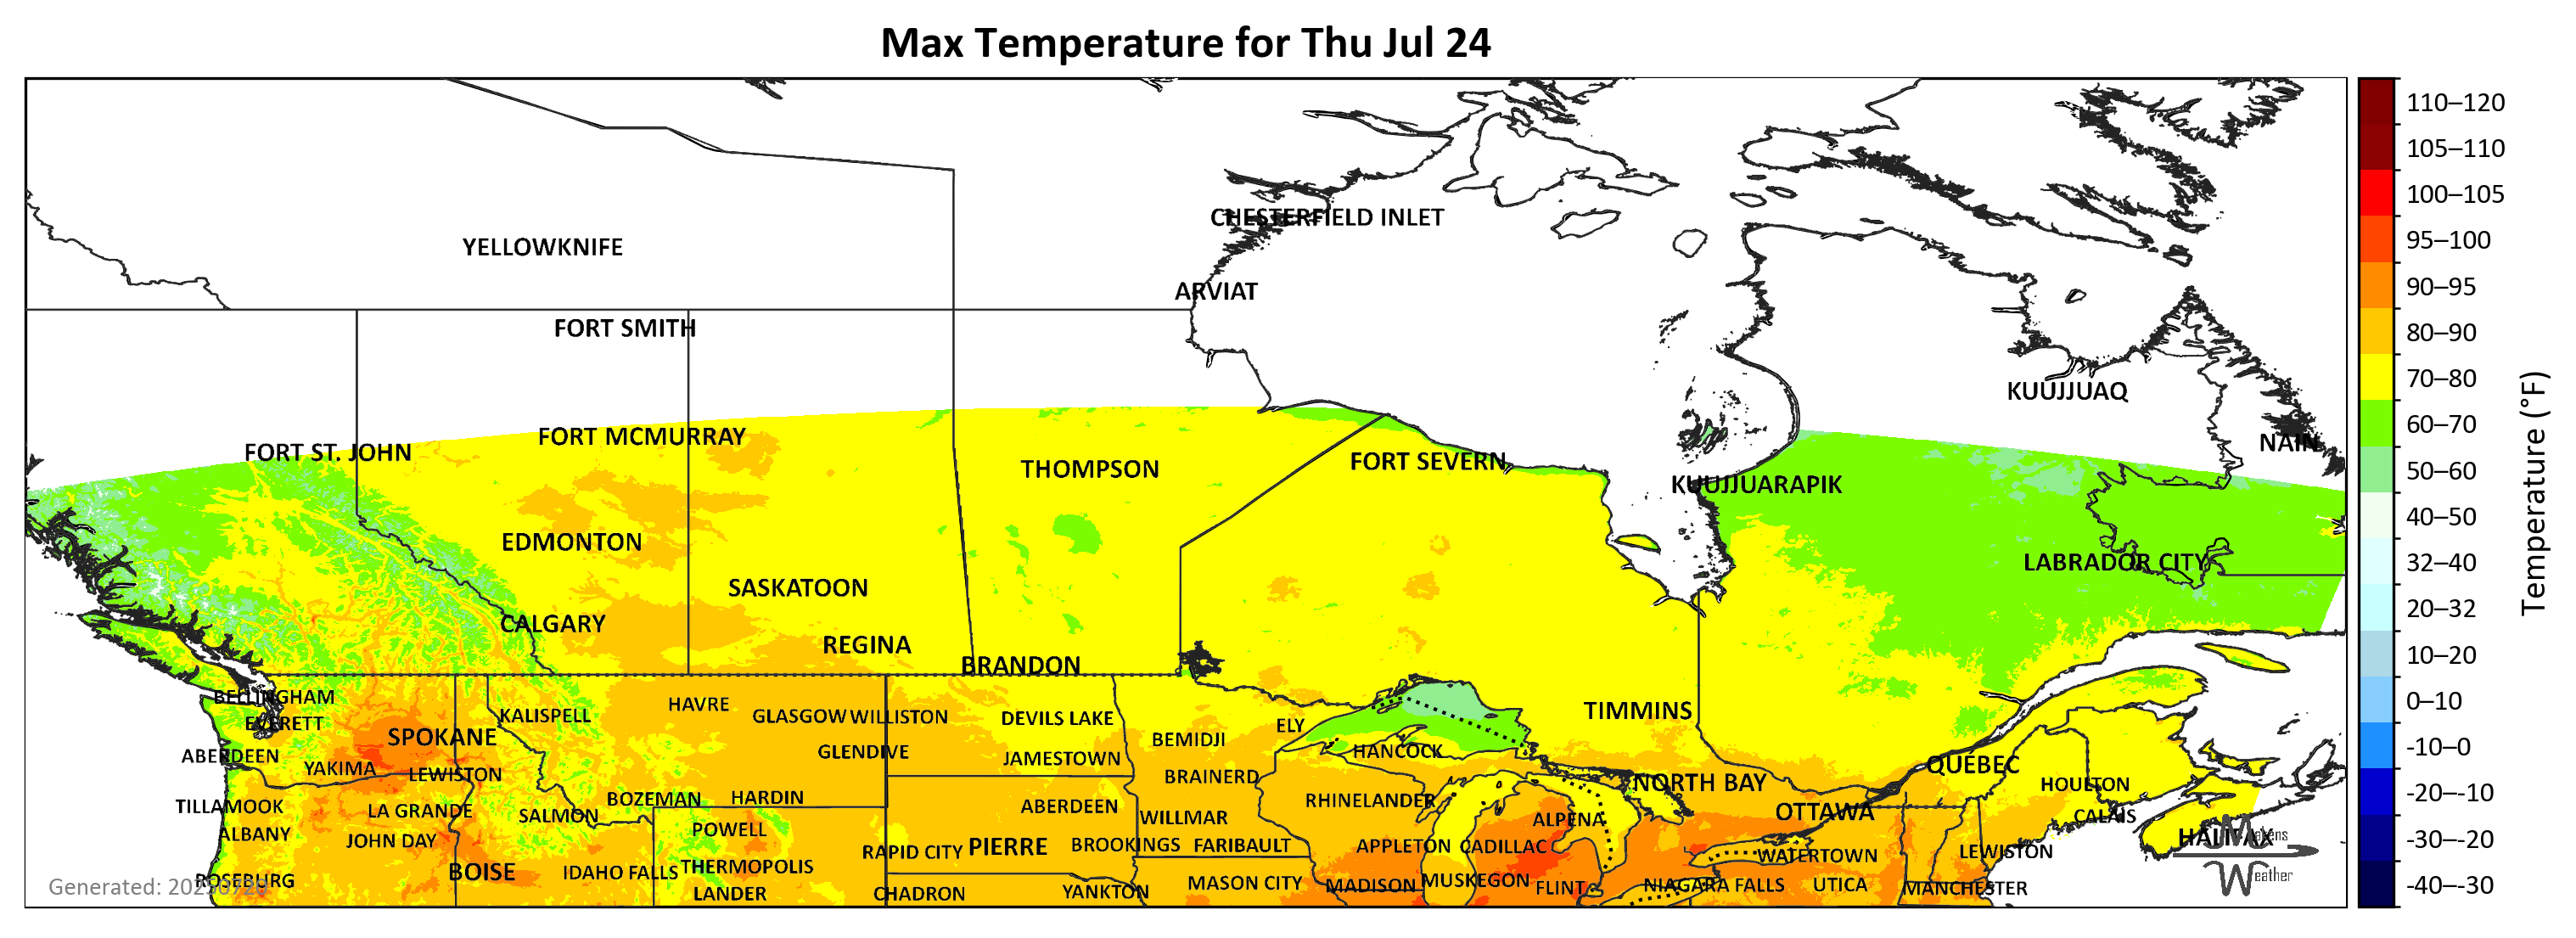 Max Temperature for Thu Jul 24
CHESTERFIELD INLET
YELLOWKNIFE
ARVIAT
FORT SMITH
KUUJJUAQ
FORT MCMURRAY
NAIN
FORT ST. JOHN
THOMPSON
FORT SEVERN
KUUJJUARAPIK
EDMONTON
LABRADOR CITY
SASKATOON
CALGARY
REGINA
BRANDON
BELLINGHAM
HAVRE
TIMMINS
KALISPELL
GLASGOW
WILLISTON
DEVILS LAKE
EVERETT
ELY
SPOKANE
BEMIDJI
GLENDIVE
HANCOCK
ABERDEEN
JAMESTOWN
QUÉBEC
YAKIMA
LEWISTON
BRAINERD
NORTH BAY
HOULTON
BOZEMAN
HARDIN
RHINELANDER
TILLAMOOK
LA GRANDE
ABERDEEN
OTTAWA
SALMON
WILLMAR
ALPENA
CALAIS
ALBANY
POWELL
HALIFAX
JOHN DAY
RAPID CITY
PIERRE
BROOKINGS
FARIBAULT
APPLETON
CADILLAC
WATERTOWN
LEWISTON
BOISE
IDAHO FALLS
THERMOPOLIS
ROSEBURG
MASON CITY
MADISON
MUSKEGON
FLINT
NIAGARA FALLS
UTICA
MANCHESTER
LANDER
CHADRON
YANKTON
Makens
Weather
110–120
105–110
100–105
95–100
90–95
80–90
70–80
60–70
50–60
40–50
32–40
20–32
10–20
0–10
-10–0
-20–-10
-30–-20
-40–-30
Temperature (°F)